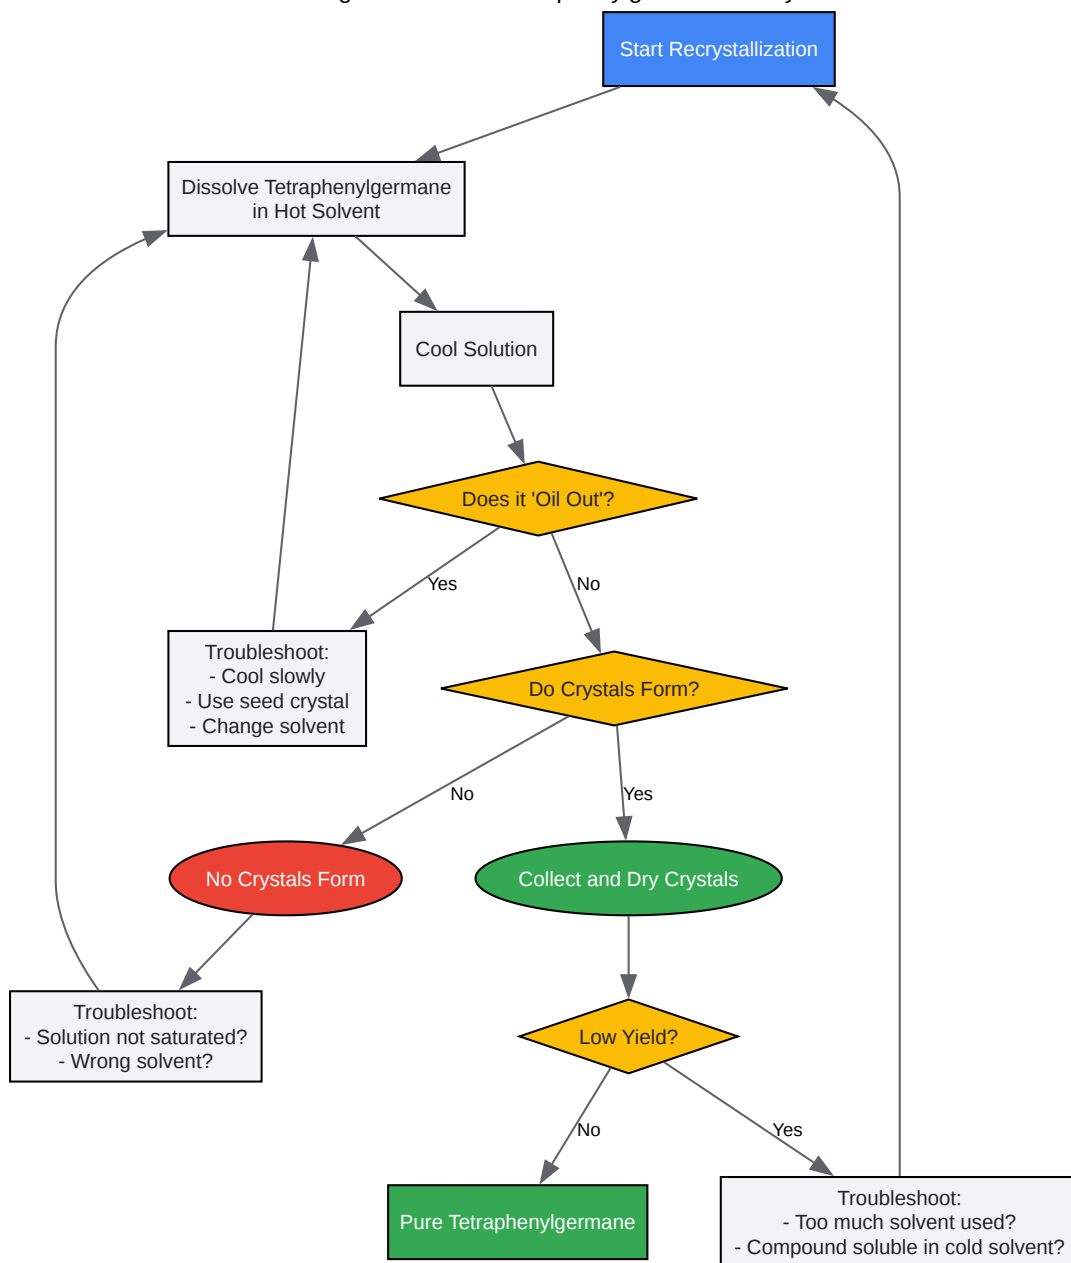 Start Recrystallization
Dissolve Tetraphenylgermane
in Hot Solvent
Cool Solution
Does it 'Oil Out'?
Yes
No
Troubleshoot:
- Cool slowly
- Use seed crystal
- Change solvent
Do Crystals Form?
No
Yes
No Crystals Form
Collect and Dry Crystals
Troubleshoot:
- Solution not saturated?
- Wrong solvent?
Low Yield?
No
Yes
Pure Tetraphenylgermane
Troubleshoot:
- Too much solvent used?
- Compound soluble in cold solvent?